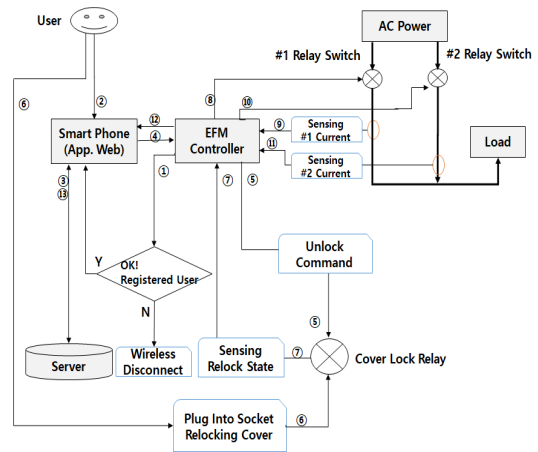 User
AC Power
#1 Relay Switch
#2 Relay Switch
⑥
②
⑧
⑩
⑫
⑨
Sensing
#1 Current
Smart Phone
(App. Web)
④
EFM
Controller
⑪
Sensing
#2 Current
Load
③
⑬
①
⑦
⑤
Unlock
Command
Y
OK!
Registered User
N
⑤
Server
Wireless
Disconnect
Sensing
Relock State
⑦
Cover Lock Relay
Plug Into Socket
Relocking Cover
⑥